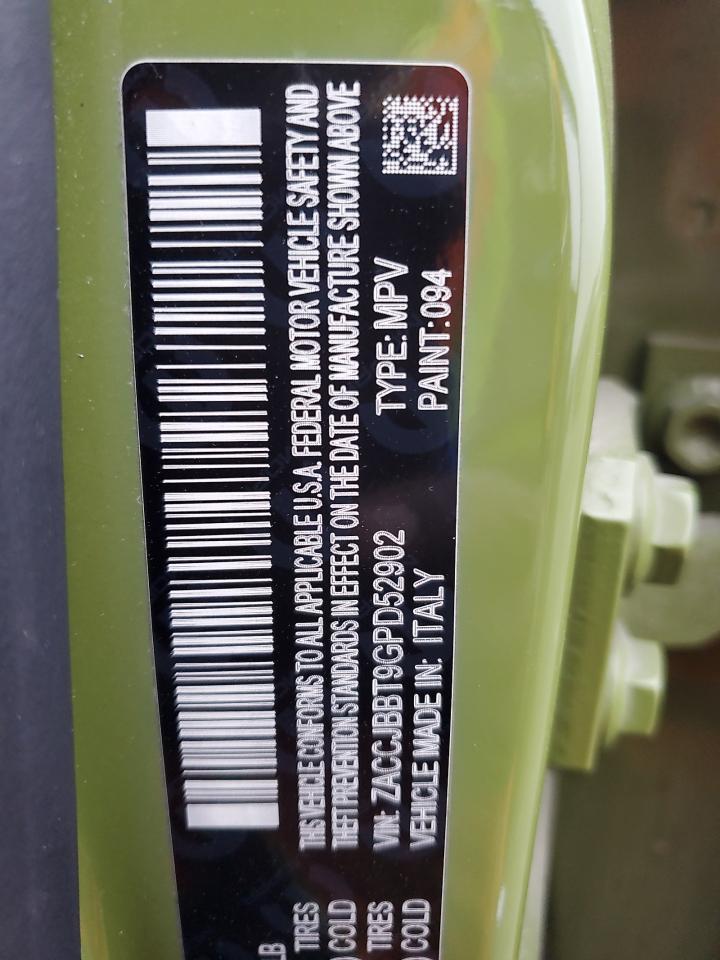 LB
TIRES
COLD
TIRES
COLD
THIS VEHICLE CONFORMS TO ALL APPLICABLE U.S.A. FEDERAL MOTOR VEHICLE SAFETY AND
THEFT PREVENTION STANDARDS IN EFFECT ON THE DATE OF MANUFACTURE SHOWN ABOVE
VIN: ZACCJBBT9GPD52902 TYPE: MPV
VEHICLE MADE IN: ITALY PAINT: 094